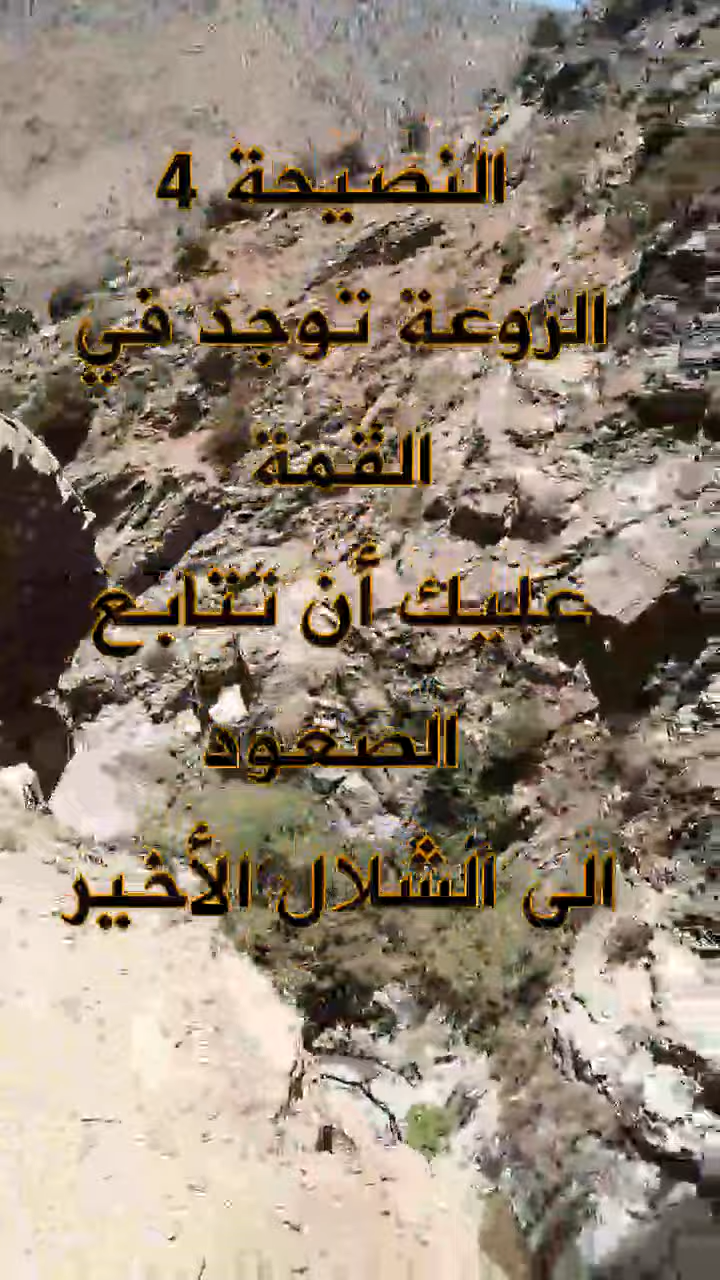 النصيحة 4
الروعة توجد في
القمة
عليك أن تتابع
الصعود
الى الشلال الأخير